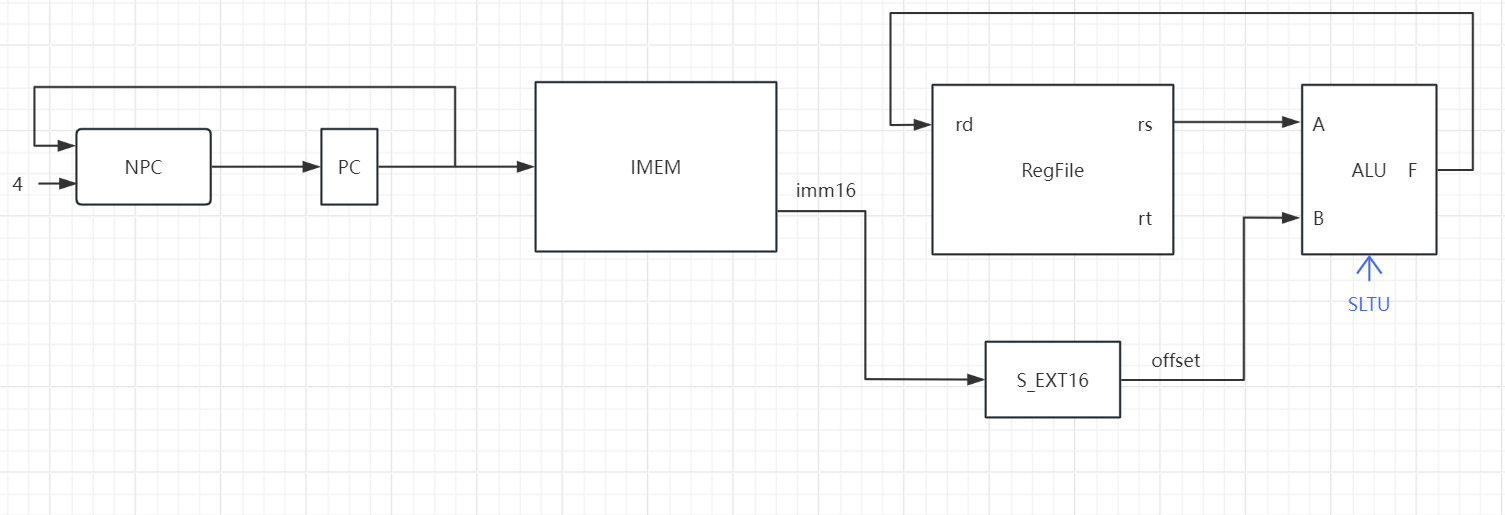 NPC
4
PC
IMEM
imm16
rd
rs
RegFile
rt
A
ALU
F
B
SLTU
S_EXT16
offset